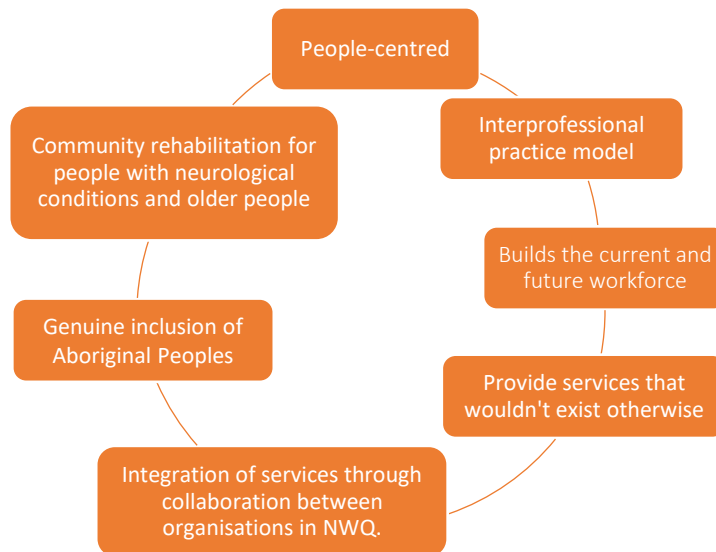 People-centred
Interprofessional
practice model
Builds the current and
future workforce
Provide services that
wouldn't exist otherwise
Integration of services through
collaboration between
organisations in NWQ.
Genuine inclusion of
Aboriginal Peoples
Community rehabilitation for
people with neurological
conditions and older people